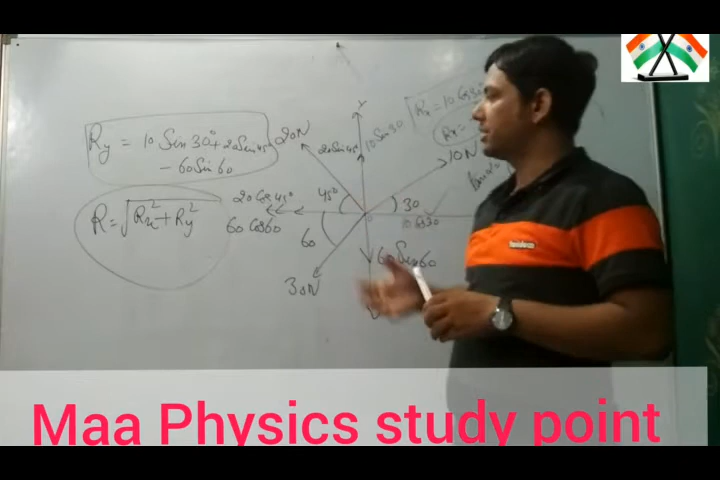 Ry = 10 Sin 30° + 20 Sin 45°
- 60 Sin 60
R = √Rx² + Ry²
20N
20 Sin 45°
10 Sin 30
Y
Rx = 10 Cos 30
Rx =
10N
20 Cos 45°
45°
30
60 Cos 60
10 Cos 30
60
60 Sin 60
30N
Maa Physics study point